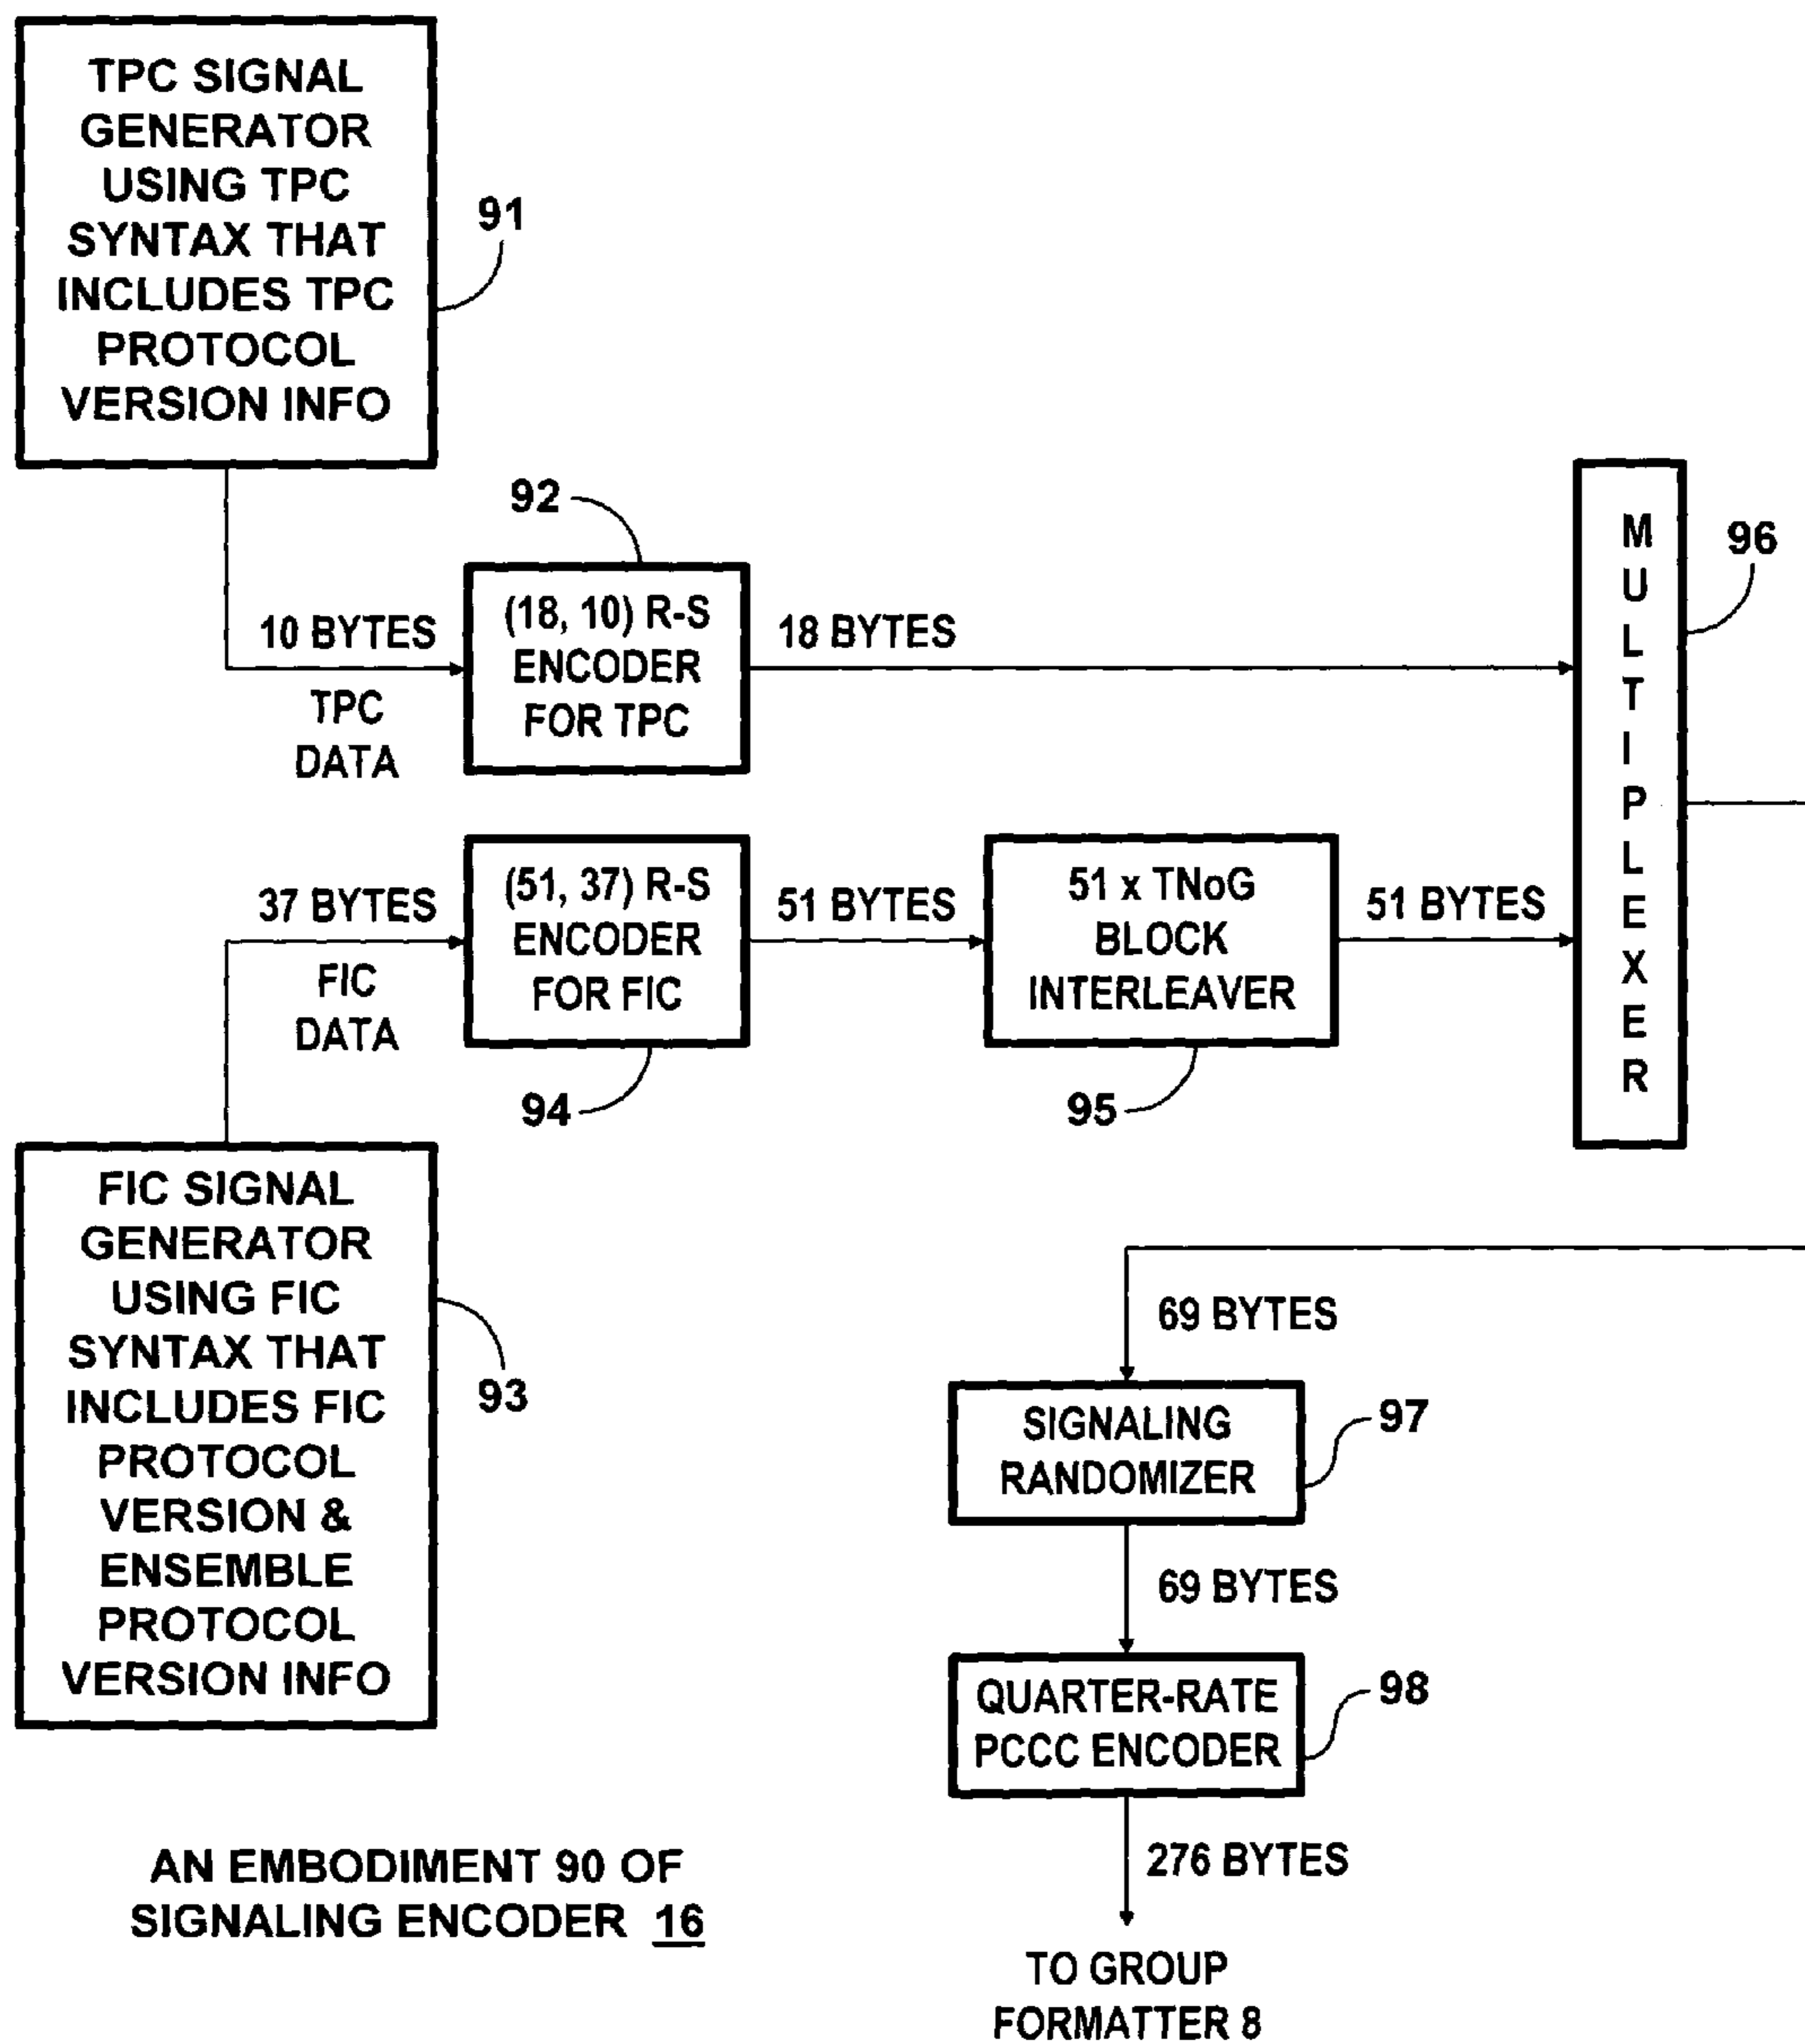 TPC SIGNAL
GENERATOR
USING TPC
SYNTAX THAT
INCLUDES TPC
PROTOCOL
VERSION INFO
91
92
10 BYTES
TPC
DATA
(18, 10) R-S
ENCODER
FOR TPC
18 BYTES
M
U
L
T
I
P
L
E
X
E
R
96
37 BYTES
FIC
DATA
(51, 37) R-S
ENCODER
FOR FIC
94
51 BYTES
51 x TNoG
BLOCK
INTERLEAVER
95
51 BYTES
FIC SIGNAL
GENERATOR
USING FIC
SYNTAX THAT
INCLUDES FIC
PROTOCOL
VERSION &
ENSEMBLE
PROTOCOL
VERSION INFO
93
69 BYTES
SIGNALING
RANDOMIZER
97
69 BYTES
QUARTER-RATE
PCCC ENCODER
98
276 BYTES
TO GROUP
FORMATTER 8
AN EMBODIMENT 90 OF
SIGNALING ENCODER 16